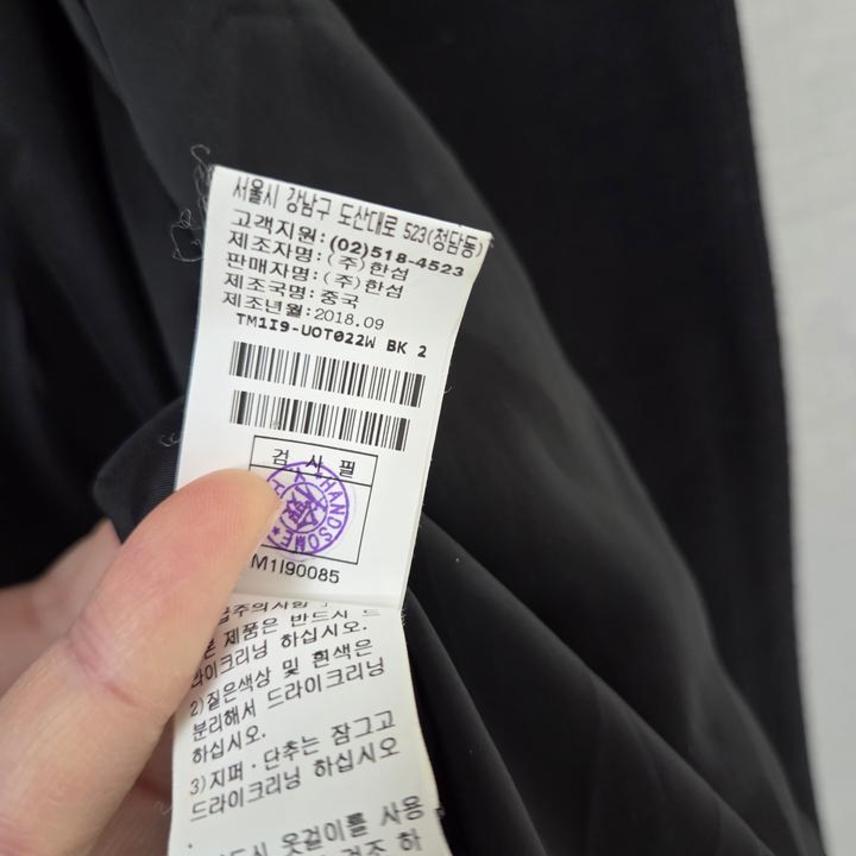 서울시 강남구 도산대로 523(청담동)
고객지원:(02)518-4523
제조자명:(주)한섬
판매자명:(주)한섬
제조국명:중국
제조년월:2018.09
TM1I9-UOT022W BK 2
검 사 필
HANDSOME
M1I90085
제품은 반드시 드
라이크리닝 하십시오.
2)짙은색상 및 흰색은
분리해서 드라이크리닝
하십시오.
3)지퍼·단추는 잠그고
드라이크리닝 하십시오
옷걸이를 사용